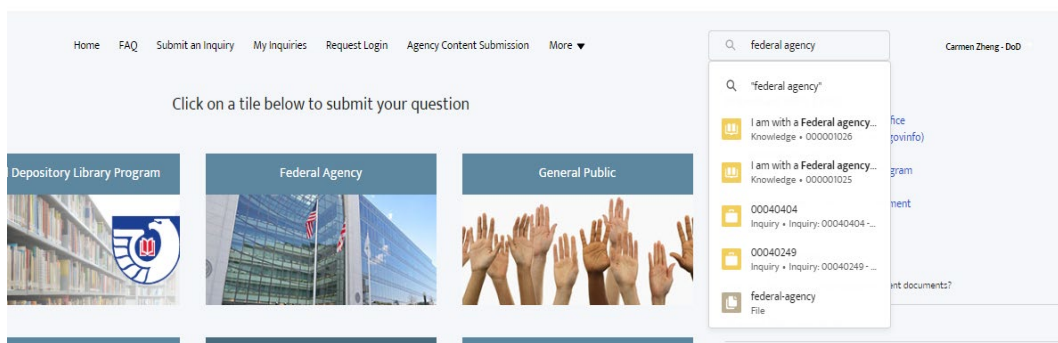 Home FAQ Submit an Inquiry My Inquiries Request Login Agency Content Submission More ▼
federal agency
Carmen Zheng - DoD
Click on a tile below to submit your question
"federal agency"
I am with a Federal agency...
Knowledge • 000001026
I am with a Federal agency...
Knowledge • 000001025
00040404
Inquiry • Inquiry: 00040404 -...
00040249
Inquiry • Inquiry: 00040249 - ...
federal-agency
File
fice
govinfo)
gram
ment
ent documents?
Depository Library Program
Federal Agency
General Public